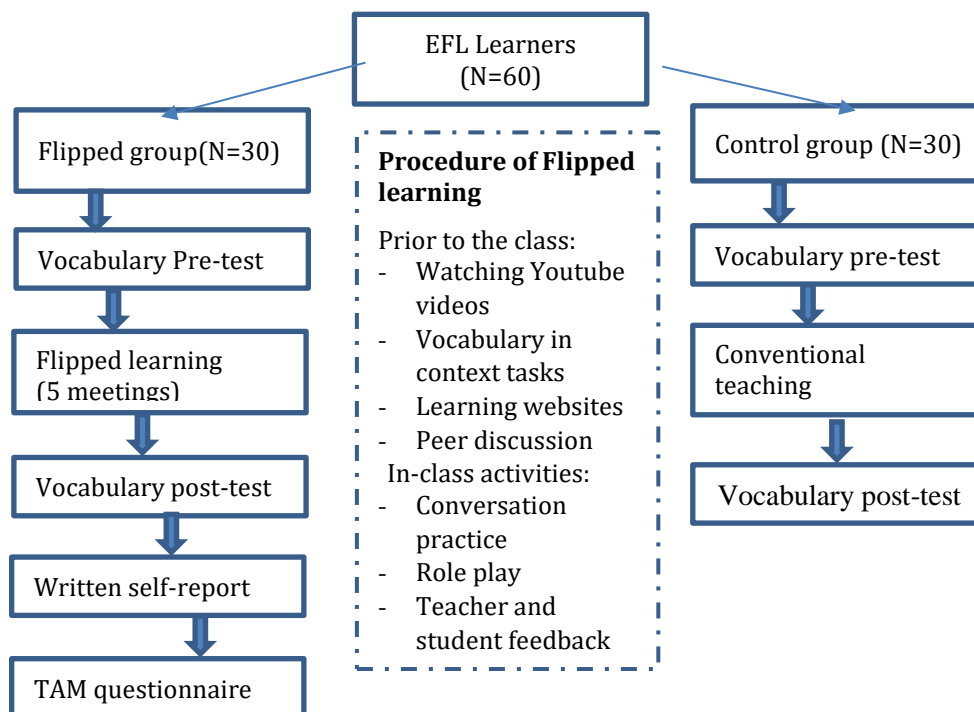 EFL Learners
(N=60)
Flipped group(N=30)
Vocabulary Pre-test
Flipped learning
(5 meetings)
Vocabulary post-test
Written self-report
TAM questionnaire
Procedure of Flipped
learning
Prior to the class:
- Watching Youtube
videos
- Vocabulary in
context tasks
- Learning websites
- Peer discussion
In-class activities:
- Conversation
practice
- Role play
- Teacher and
student feedback
Control group (N=30)
Vocabulary pre-test
Conventional
teaching
Vocabulary post-test